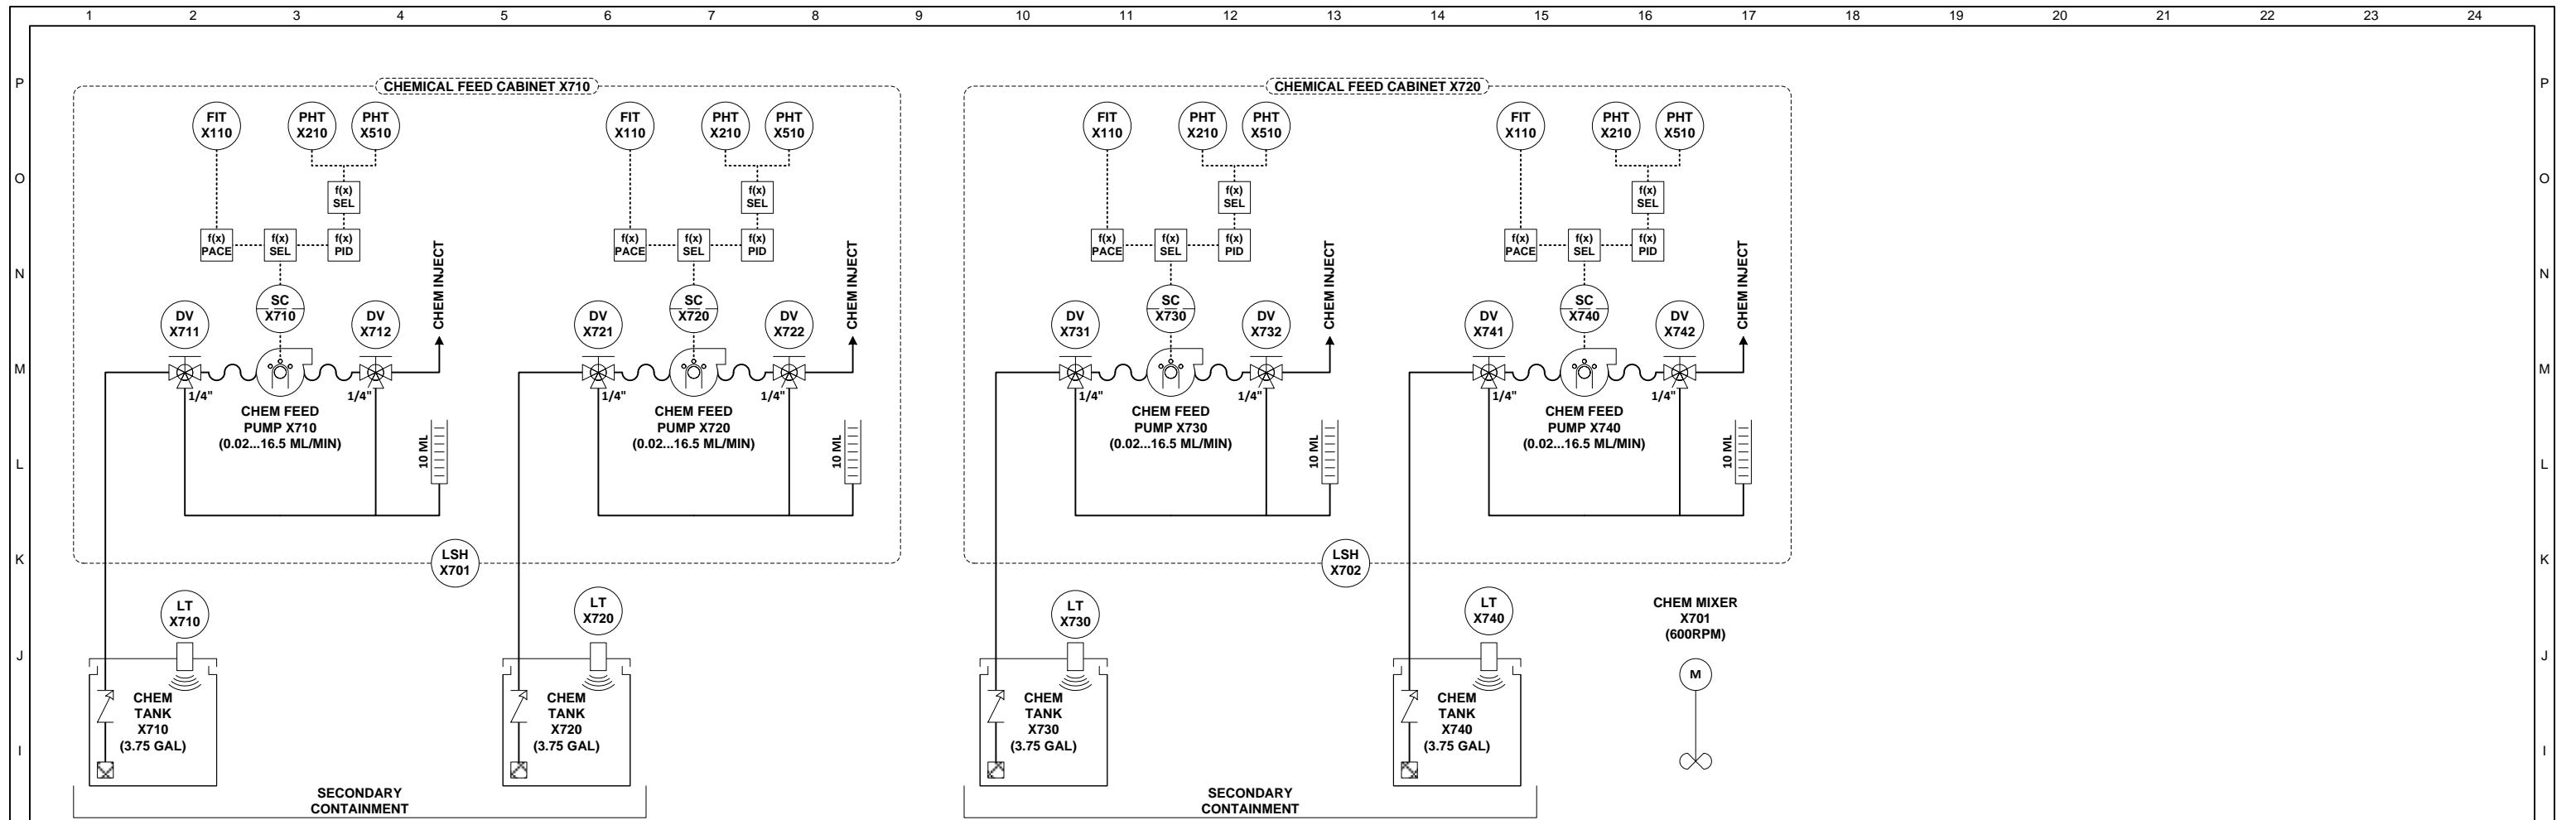 1 2 3 4 5 6 7 8 9 10 11 12 13 14 15 16 17 18 19 20 21 22 23 24
P P
CHEMICAL FEED CABINET X710 CHEMICAL FEED CABINET X720
FIT PHT PHT FIT PHT PHT FIT PHT PHT FIT PHT PHT
X110 X210 X510 X110 X210 X510 X110 X210 X510 X110 X210 X510
O O
f(x) f(x) f(x) f(x)
SEL SEL SEL SEL
f(x) f(x) f(x) f(x) f(x) f(x) f(x) f(x) f(x) f(x) f(x) f(x)
PACE SEL PID PACE SEL PID PACE SEL PID PACE SEL PID
CHEM INJECT CHEM INJECT CHEM INJECT CHEM INJECT
N N
SC SC SC SC
X710 X720 X730 X740
DV DV DV DV DV DV DV DV
X711 X712 X721 X722 X731 X732 X741 X742
M M
1/4" 1/4" 1/4" 1/4" 1/4" 1/4" 1/4" 1/4"
CHEM FEED CHEM FEED CHEM FEED CHEM FEED
PUMP X710 PUMP X720 PUMP X730 PUMP X740
(0.02...16.5 ML/MIN) (0.02...16.5 ML/MIN) (0.02...16.5 ML/MIN) (0.02...16.5 ML/MIN)
10 ML 10 ML 10 ML 10 ML
L L
K K
LSH LSH
X701 X702
LT LT LT LT
X710 X720 X730 X740
CHEM MIXER
X701
(600RPM)
J J
M
CHEM CHEM CHEM CHEM
TANK TANK TANK TANK
X710 X720 X730 X740
(3.75 GAL) (3.75 GAL) (3.75 GAL) (3.75 GAL)
I I
SECONDARY SECONDARY
CONTAINMENT CONTAINMENT